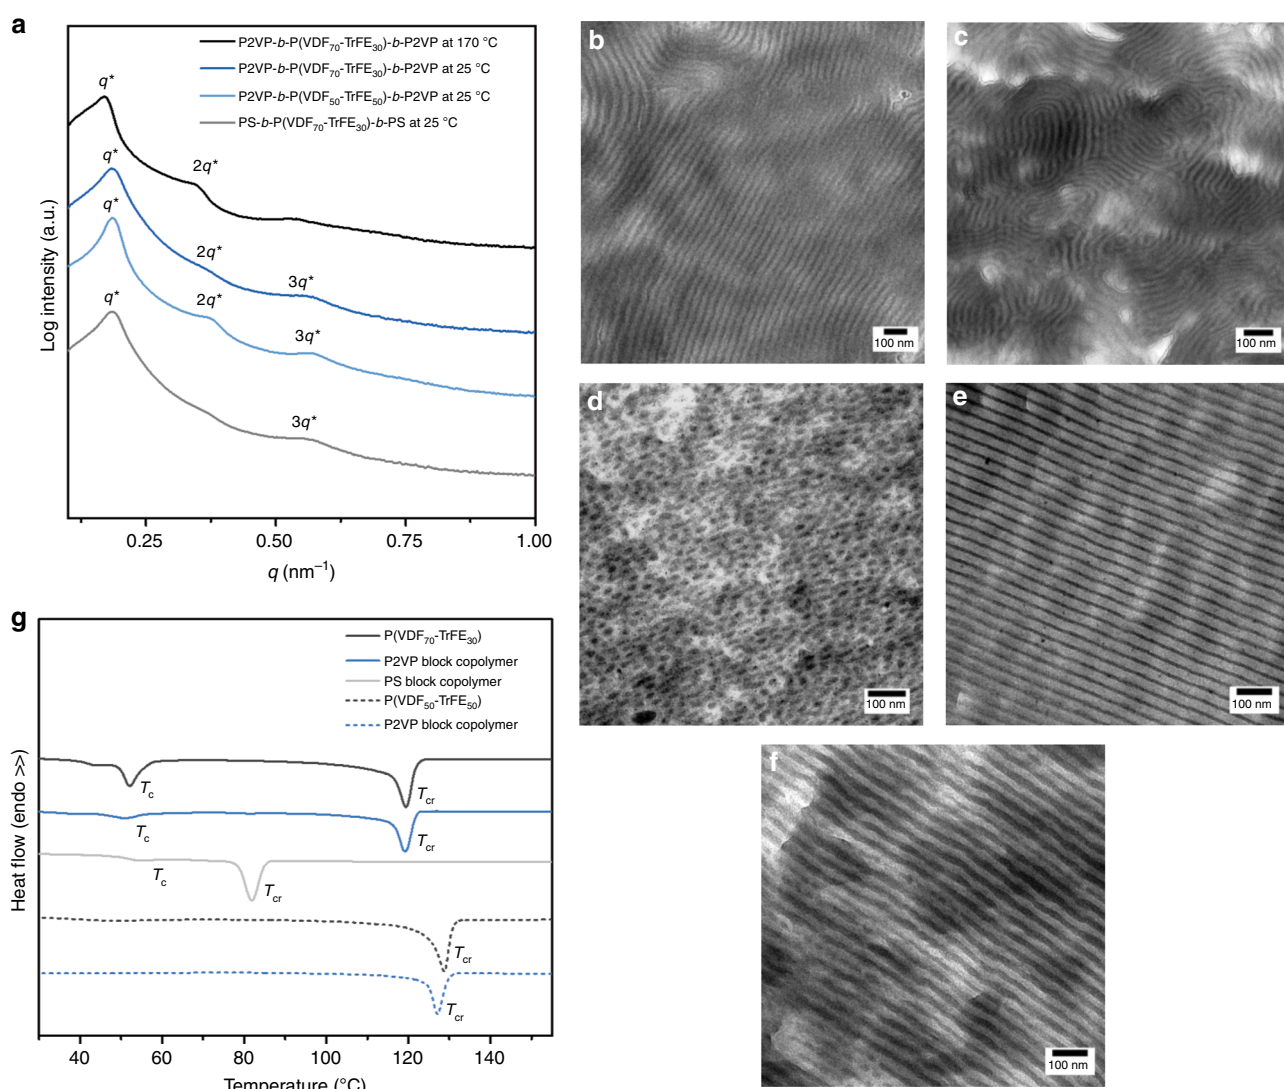 a
P2VP-b-P(VDF₇₀-TrFE₃₀)-b-P2VP at 170 °C
P2VP-b-P(VDF₇₀-TrFE₃₀)-b-P2VP at 25 °C
P2VP-b-P(VDF₅₀-TrFE₅₀)-b-P2VP at 25 °C
PS-b-P(VDF₇₀-TrFE₃₀)-b-PS at 25 °C
q*
2q*
q*
2q*
3q*
q*
2q*
3q*
q*
3q*
Log intensity (a.u.)
0.25 0.50 0.75 1.00
q (nm⁻¹)
b
100 nm
c
100 nm
d
100 nm
e
100 nm
f
100 nm
g
P(VDF₇₀-TrFE₃₀)
P2VP block copolymer
PS block copolymer
P(VDF₅₀-TrFE₅₀)
P2VP block copolymer
Tc
Tcr
Tc
Tcr
Tc
Tcr
Tcr
Tcr
Heat flow (endo >>)
40 60 80 100 120 140
Temperature (°C)